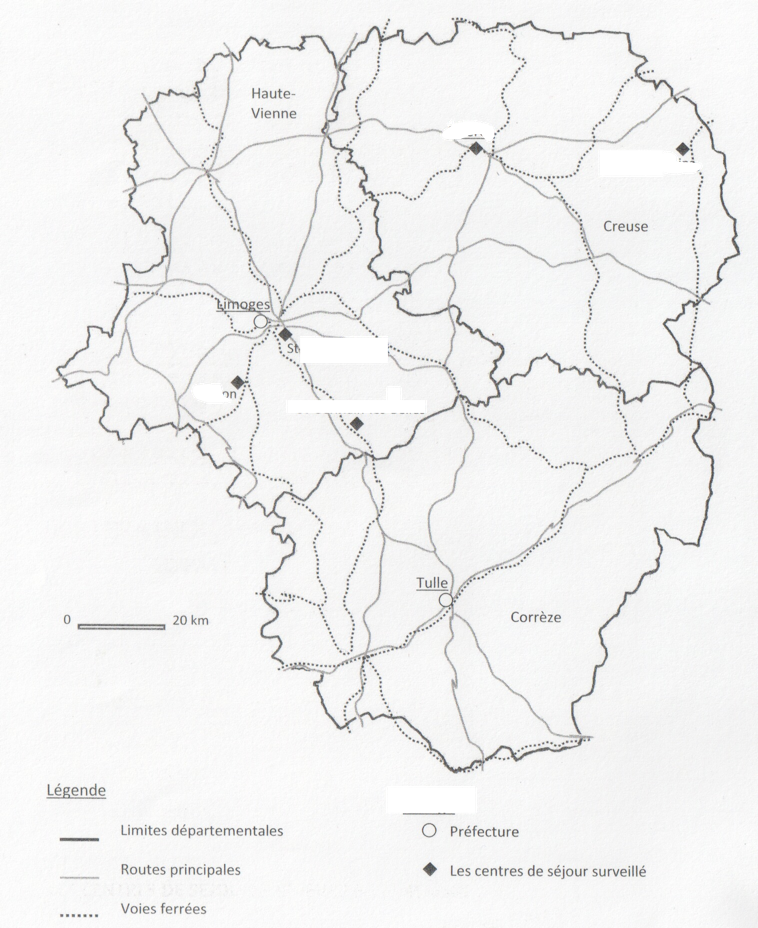 Haute-
Vienne
Creuse
Limoges
St
on
Tulle
Corrèze
0 20 km
Légende
Limites départementales
Préfecture
Routes principales
Les centres de séjour surveillé
Voies ferrées